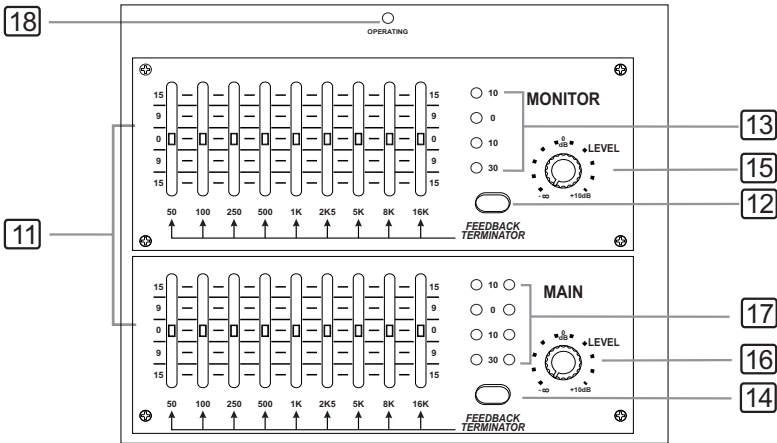 18
OPERATING
15 15
9 9
0 0
9 9
15 15
50 100 250 500 1K 2K5 5K 8K 16K
10
0
10
30
MONITOR
0
dB
LEVEL
-∞ +10dB
FEEDBACK
TERMINATOR
13
15
12
11
15 15
9 9
0 0
9 9
15 15
50 100 250 500 1K 2K5 5K 8K 16K
10
0
10
30
MAIN
0
dB
LEVEL
-∞ +10dB
FEEDBACK
TERMINATOR
17
16
14